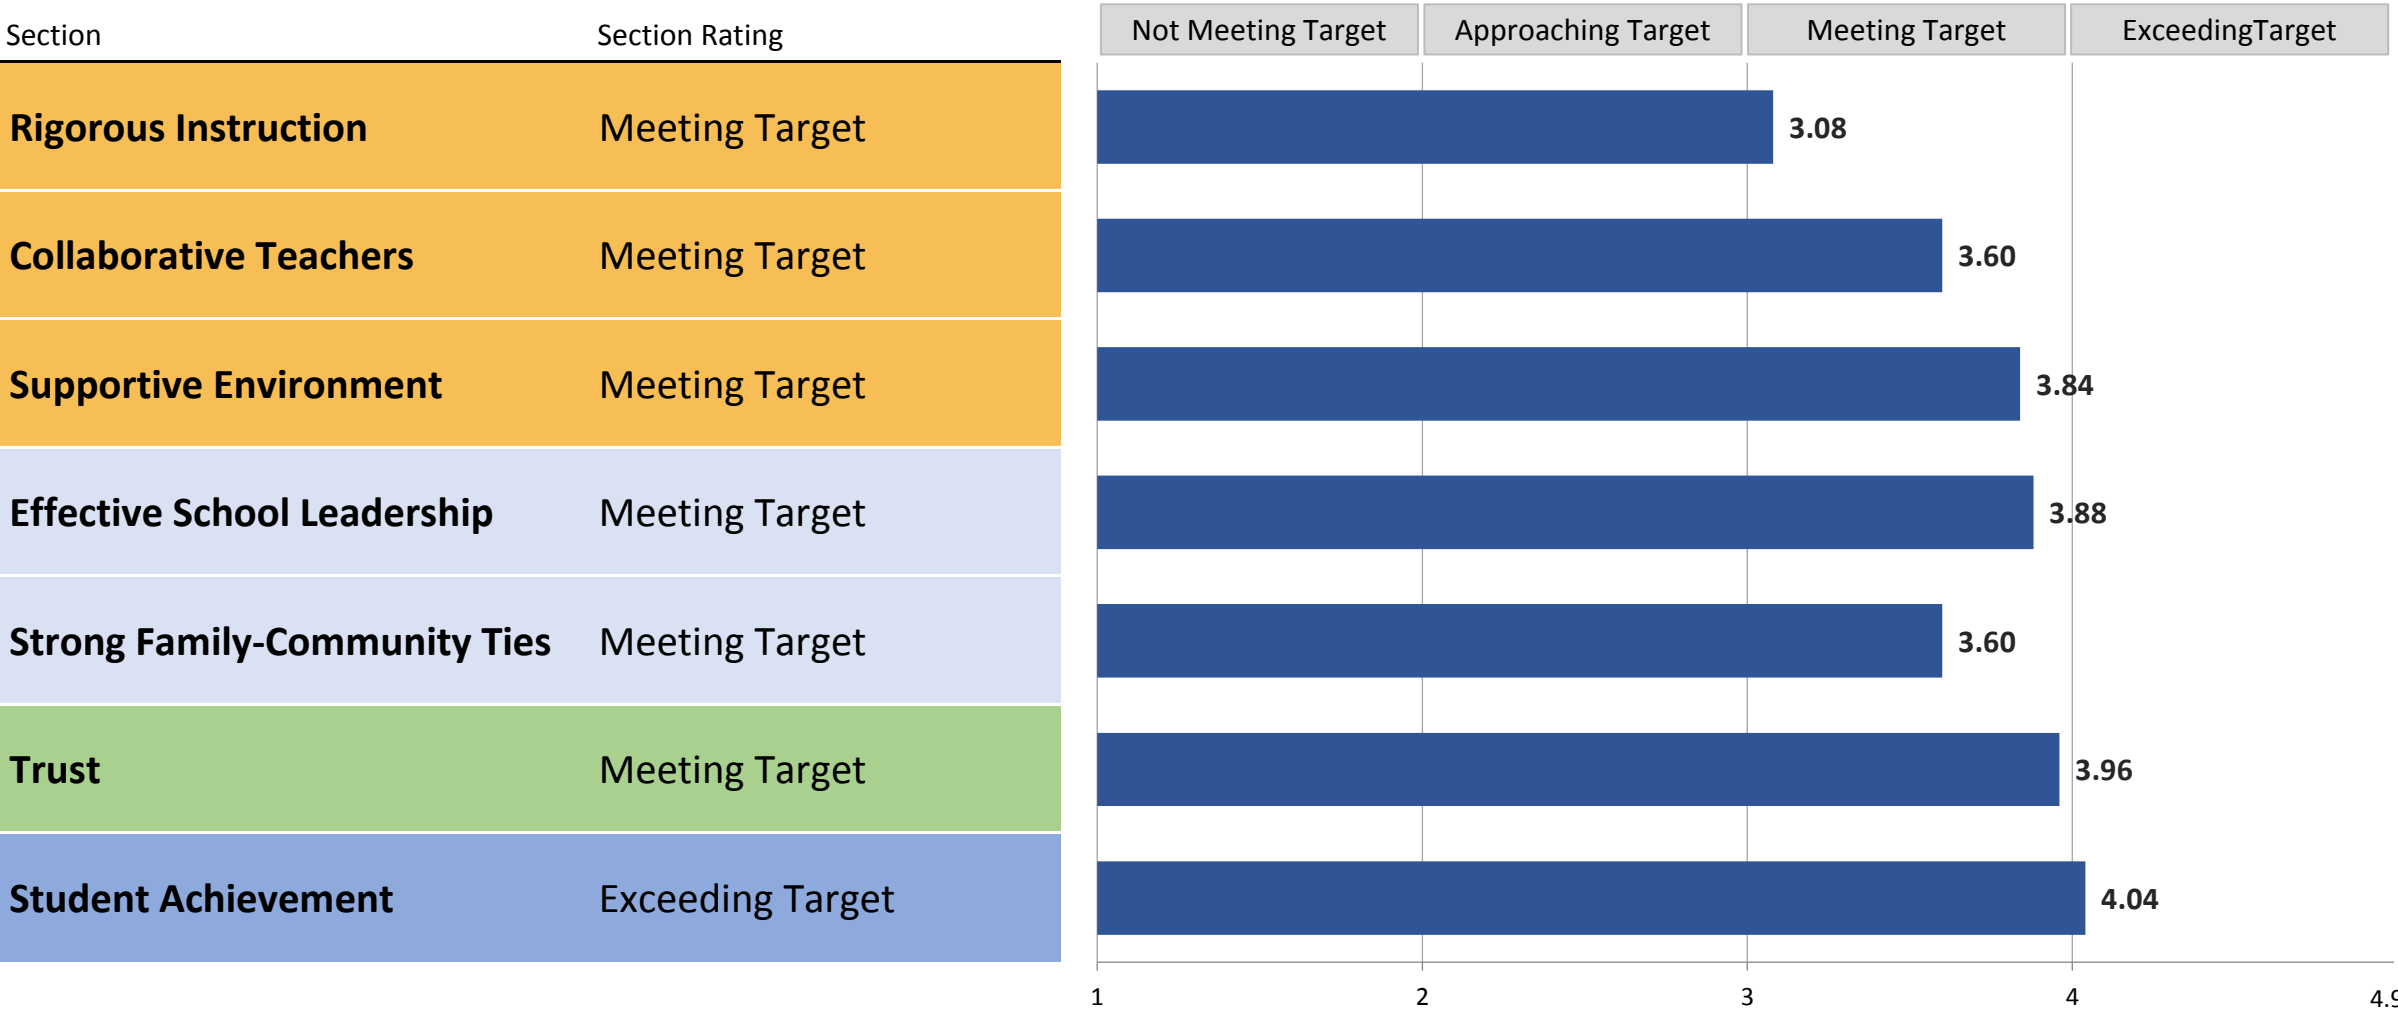 Section Section Rating Not Meeting Target Approaching Target Meeting Target ExceedingTarget
Rigorous Instruction Meeting Target 3.08
Collaborative Teachers Meeting Target 3.60
Supportive Environment Meeting Target 3.84
Effective School Leadership Meeting Target 3.88
Strong Family-Community Ties Meeting Target 3.60
Trust Meeting Target 3.96
Student Achievement Exceeding Target 4.04
1 2 3 4